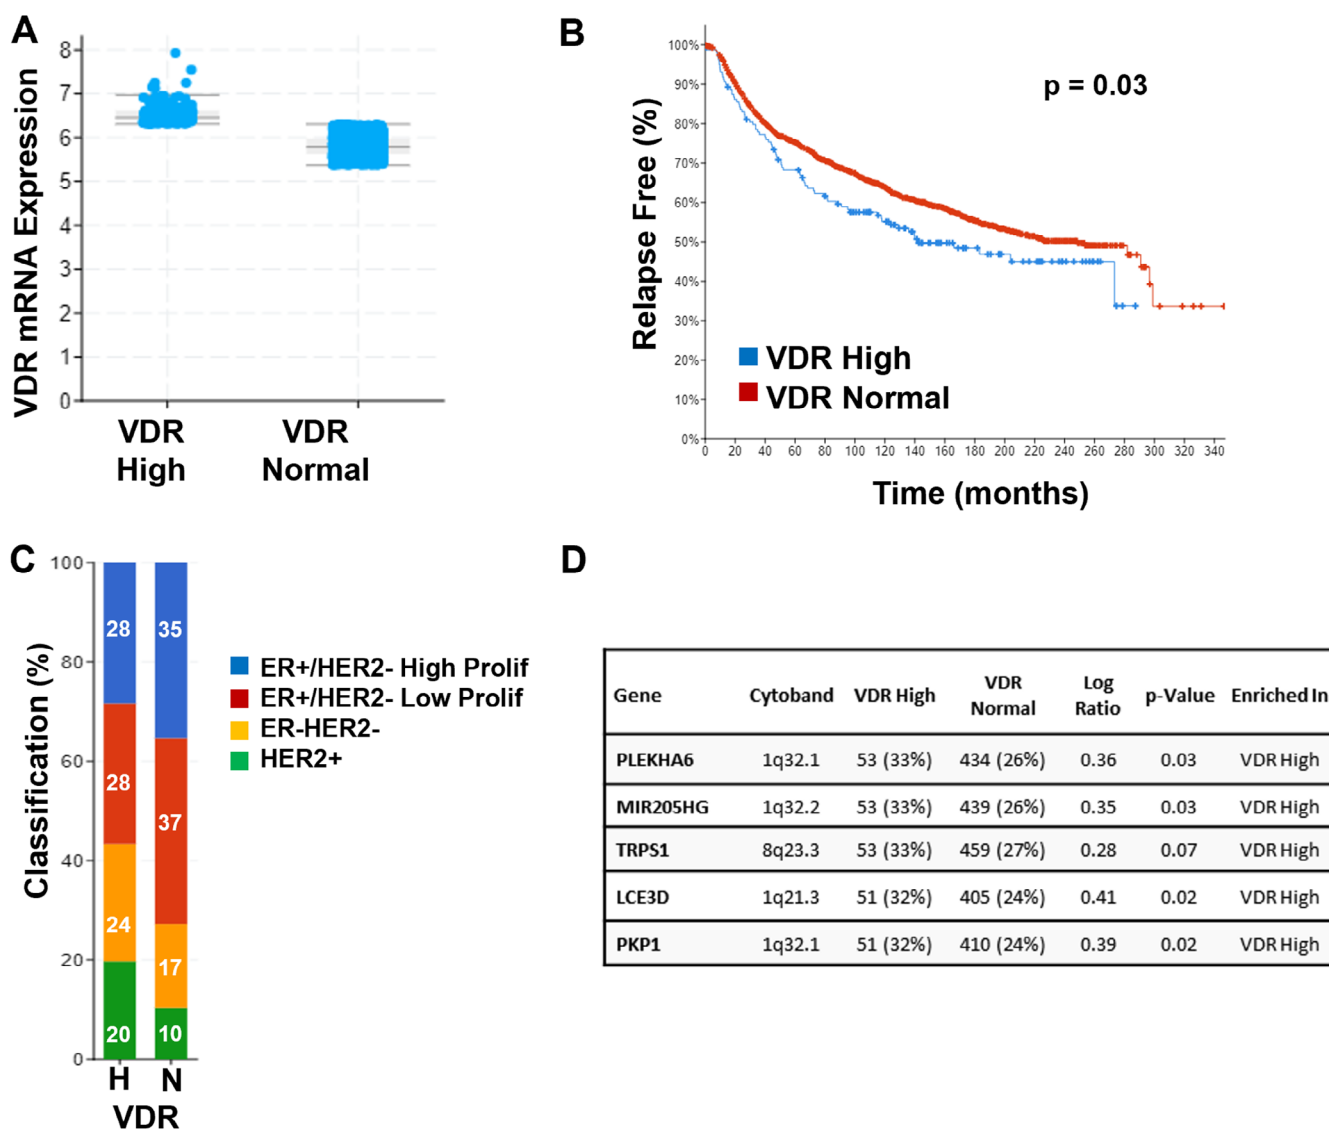 A
VDR mRNA Expression
8
7
6
5
4
3
2
1
0
VDR
High
VDR
Normal
B
Relapse Free (%)
100%
90%
80%
70%
60%
50%
40%
30%
20%
10%
0%
p = 0.03
VDR High
VDR Normal
0 20 40 60 80 100 120 140 160 180 200 220 240 260 280 300 320 340
Time (months)
C
Classification (%)
100
80
60
40
20
0
28 35
28 37
24 17
20 10
H N
VDR
ER+/HER2- High Prolif
ER+/HER2- Low Prolif
ER-HER2-
HER2+
D
Gene Cytoband VDR High VDR Normal Log Ratio p-Value Enriched In
PLEKHA6 1q32.1 53 (33%) 434 (26%) 0.36 0.03 VDR High
MIR205HG 1q32.2 53 (33%) 439 (26%) 0.35 0.03 VDR High
TRPS1 8q23.3 53 (33%) 459 (27%) 0.28 0.07 VDR High
LCE3D 1q21.3 51 (32%) 405 (24%) 0.41 0.02 VDR High
PKP1 1q32.1 51 (32%) 410 (24%) 0.39 0.02 VDR High